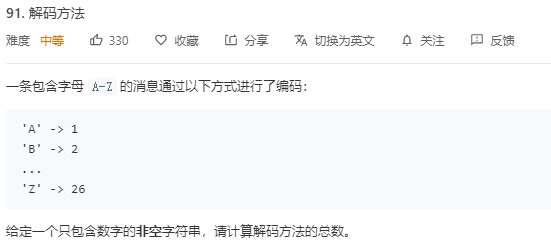 91. 解码方法
难度 中等 330 收藏 分享 切换为英文 关注 反馈
一条包含字母 A-Z 的消息通过以下方式进行了编码：
'A' -> 1
'B' -> 2
...
'Z' -> 26
给定一个只包含数字的非空字符串，请计算解码方法的总数。